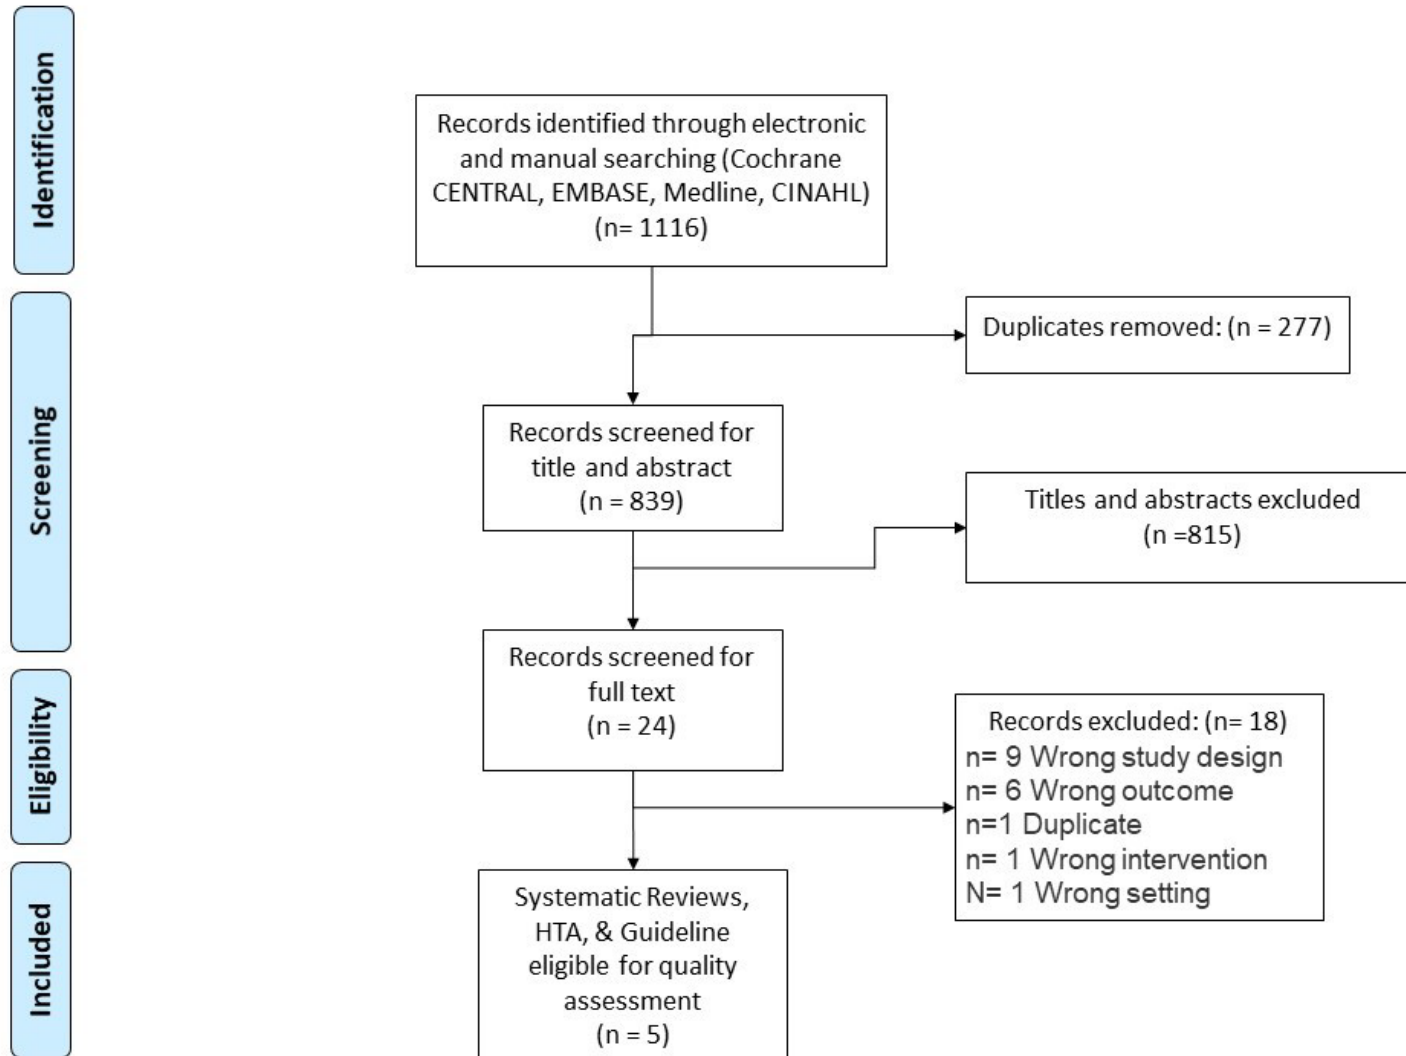 Identification
Records identified through electronic
and manual searching (Cochrane
CENTRAL, EMBASE, Medline, CINAHL)
(n= 1116)
Screening
Duplicates removed: (n = 277)
Records screened for
title and abstract
(n = 839)
Titles and abstracts excluded
(n =815)
Eligibility
Records screened for
full text
(n = 24)
Records excluded: (n= 18)
n= 9 Wrong study design
n= 6 Wrong outcome
n=1 Duplicate
n= 1 Wrong intervention
N= 1 Wrong setting
Included
Systematic Reviews,
HTA, & Guideline
eligible for quality
assessment
(n = 5)